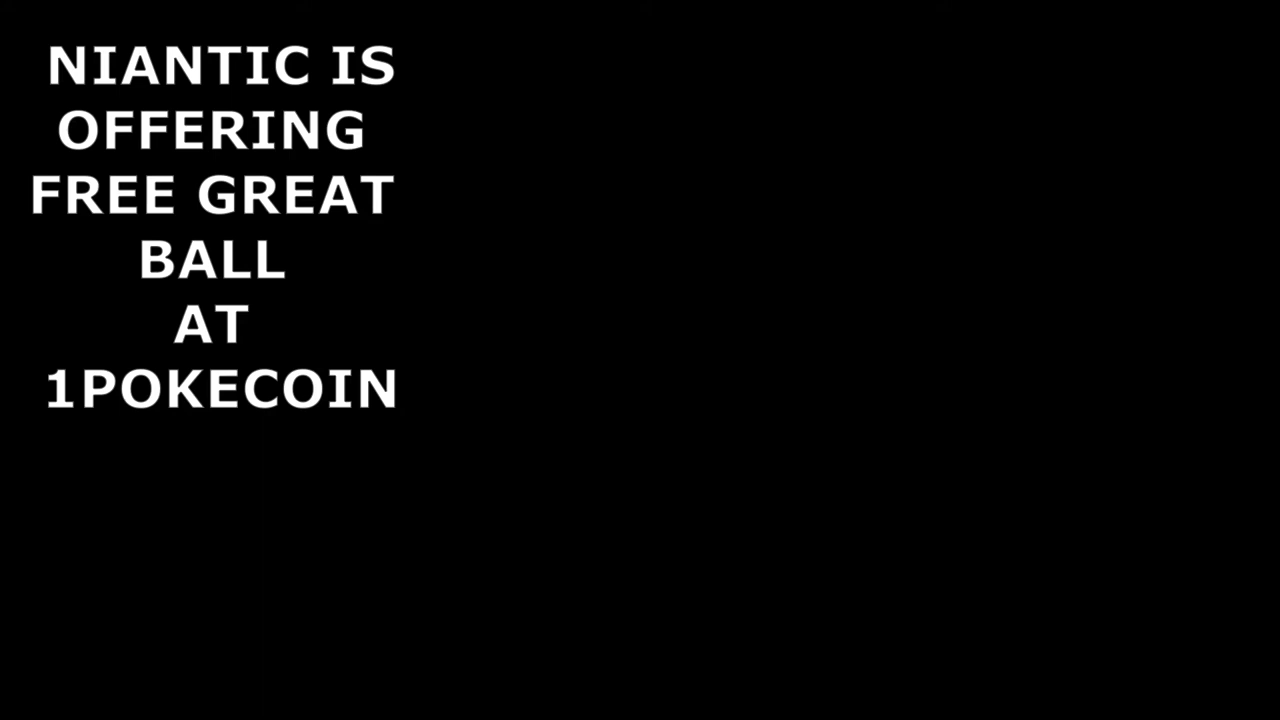 NIANTIC IS
OFFERING
FREE GREAT
BALL
AT
1POKECOIN